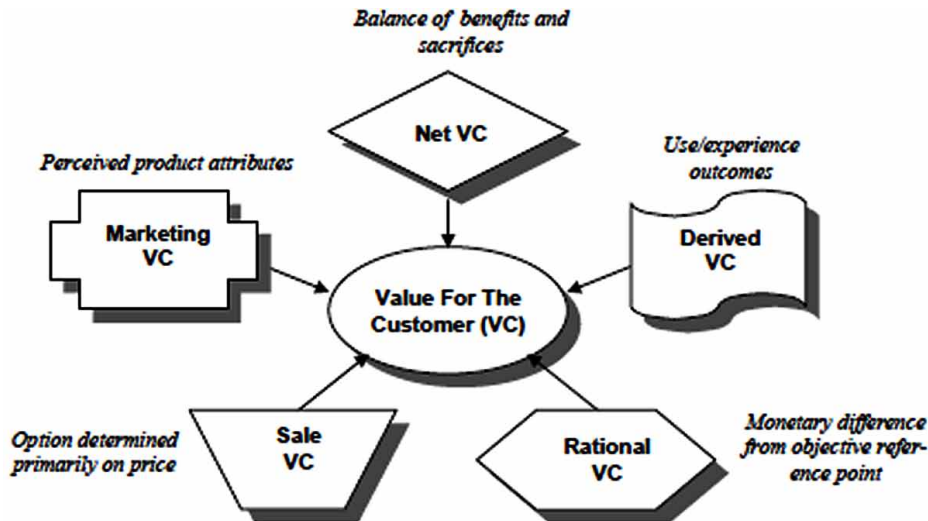 Balance of benefits and
sacrifices
Net VC
Perceived product attributes
Marketing
VC
Use/experience
outcomes
Derived
VC
Value For The
Customer (VC)
Option determined
primarily on price
Sale
VC
Rational
VC
Monetary difference
from objective refer-
ence point